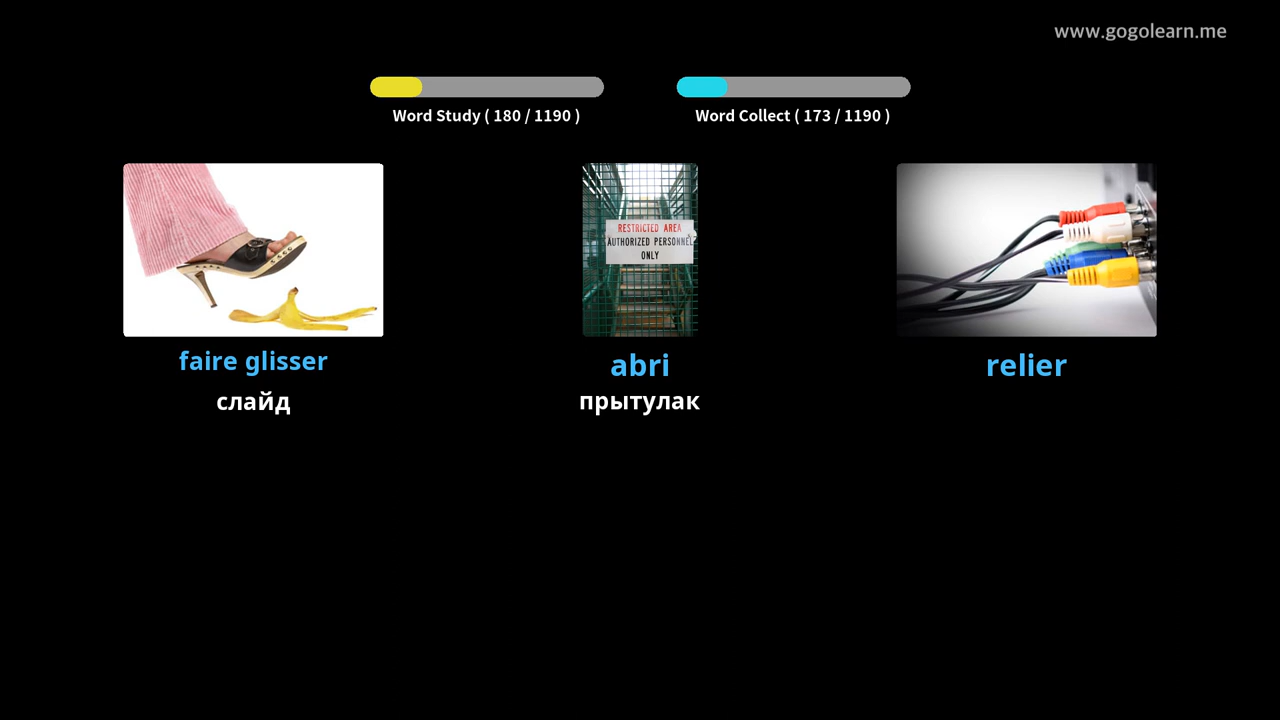 www.gogolearn.me
Word Study ( 180 / 1190 )
Word Collect ( 173 / 1190 )
RESTRICTED AREA
AUTHORIZED PERSONNEL
ONLY
faire glisser
слайд
abri
прытулак
relier